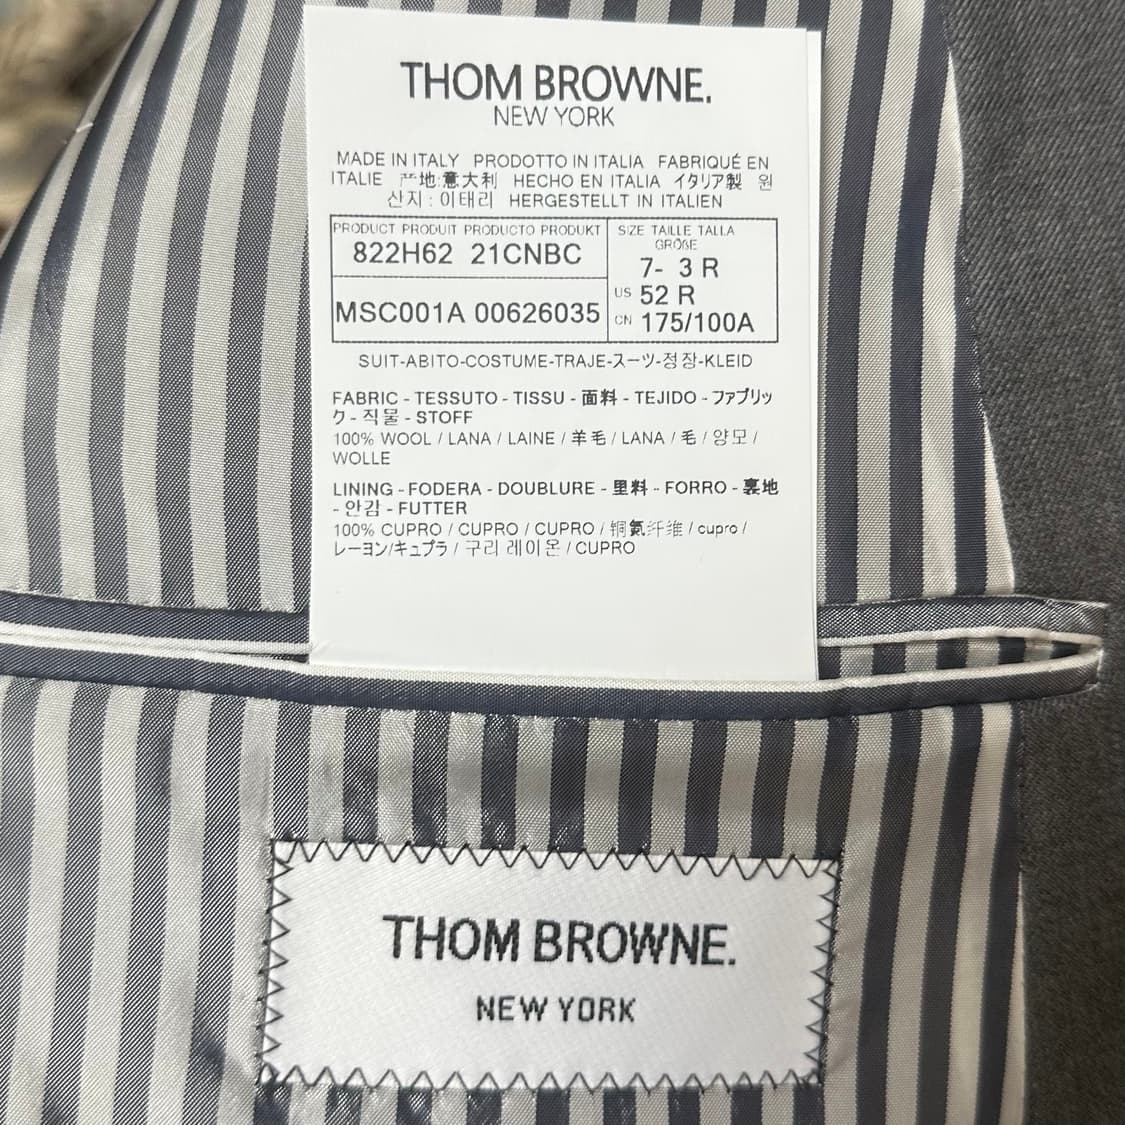 THOM BROWNE.
NEW YORK
MADE IN ITALY PRODOTTO IN ITALIA FABRIQUÉ EN
ITALIE 产地:意大利 HECHO EN ITALIA イタリア製 원
산지 : 이태리 HERGESTELLT IN ITALIEN
PRODUCT PRODUIT PRODUCTO PRODUKT
822H62 21CNBC
MSC001A 00626035
SIZE TAILLE TALLA
GRÖßE
7- 3 R
US 52 R
CN 175/100A
SUIT-ABITO-COSTUME-TRAJE-スーツ-정장-KLEID
FABRIC - TESSUTO - TISSU - 面料 - TEJIDO - ファブリッ
ク - 직물 - STOFF
100% WOOL / LANA / LAINE / 羊毛 / LANA / 毛 / 양모 /
WOLLE
LINING - FODERA - DOUBLURE - 里料 - FORRO - 裏地
- 안감 - FUTTER
100% CUPRO / CUPRO / CUPRO / 铜氨纤维 / cupro /
レーヨン/キュプラ / 구리 레이온 / CUPRO
THOM BROWNE.
NEW YORK